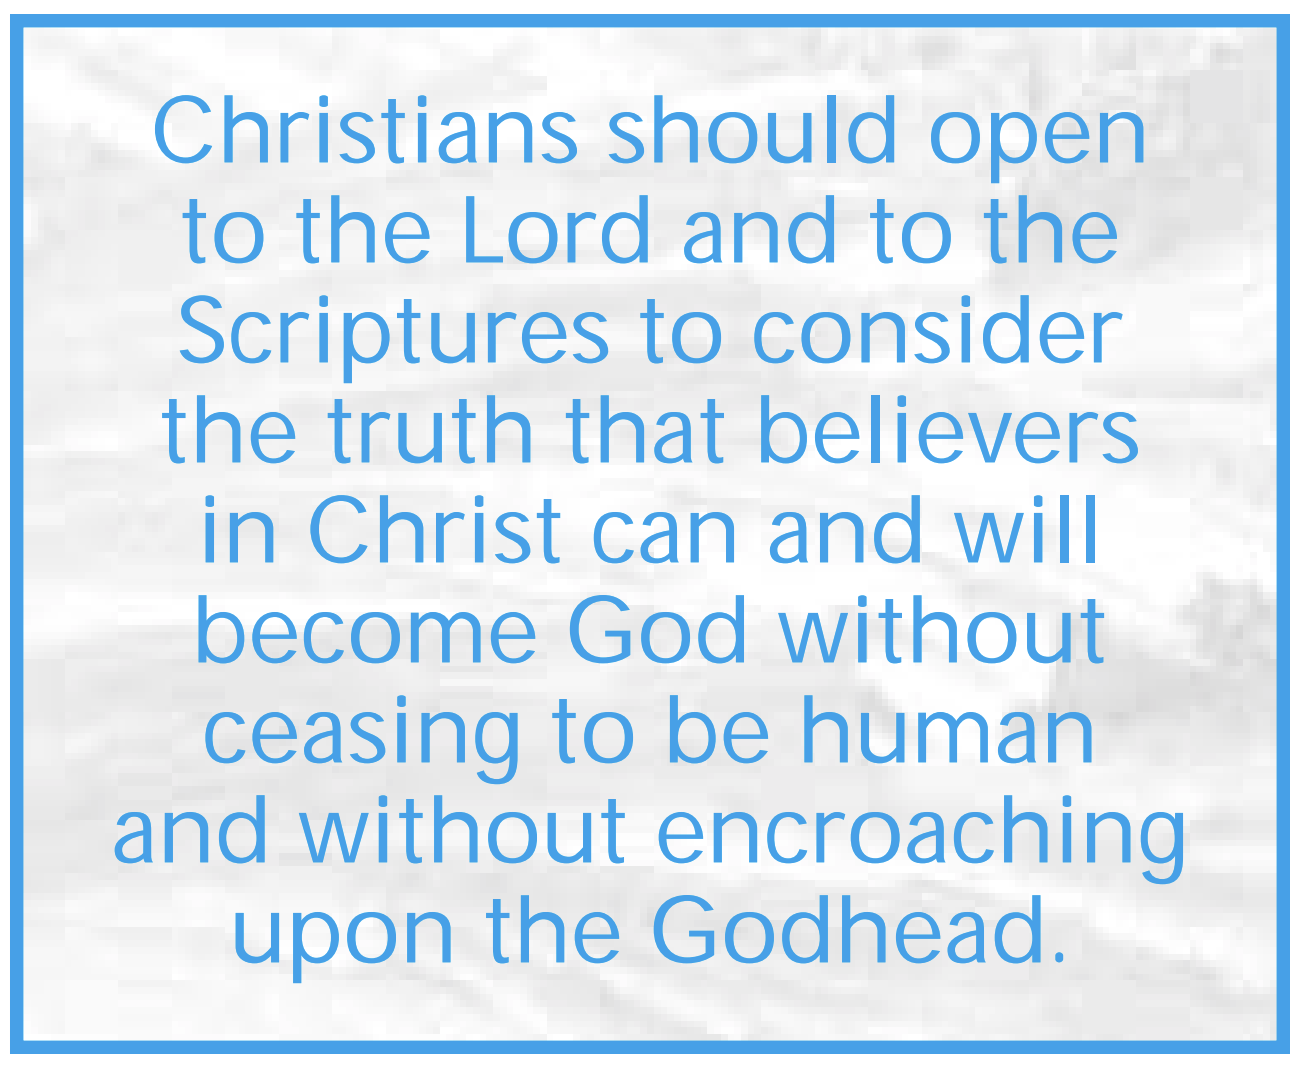 Christians should open
to the Lord and to the
Scriptures to consider
the truth that believers
in Christ can and will
become God without
ceasing to be human
and without encroaching
upon the Godhead.